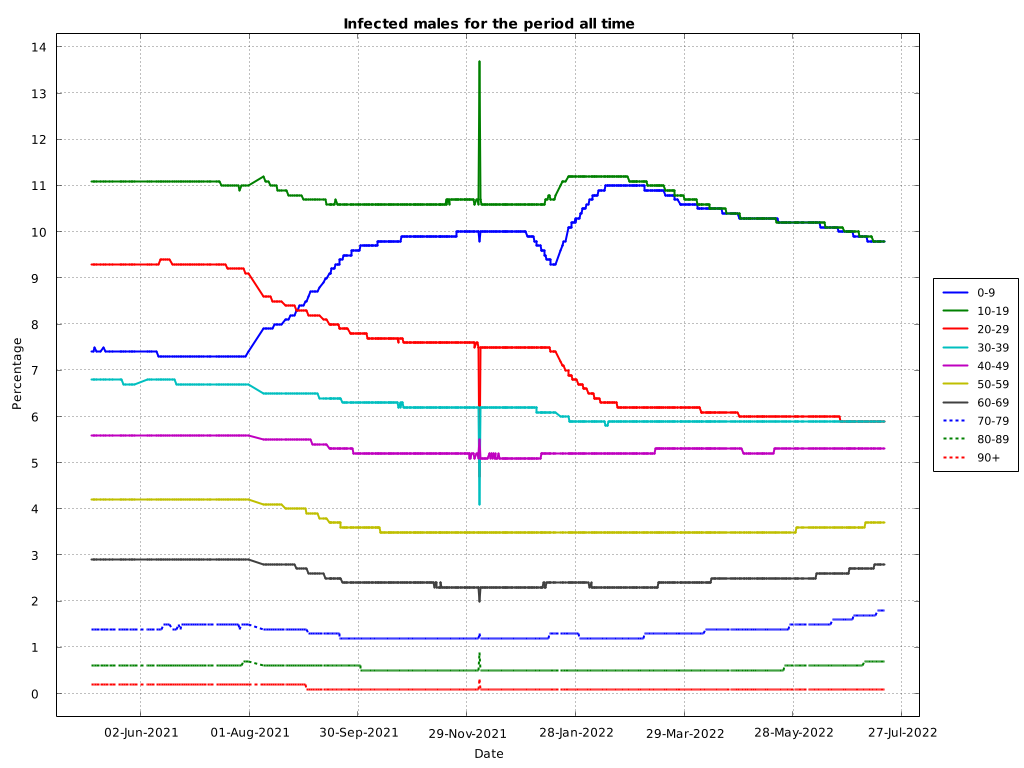 Infected males for the period all time
14
13
12
11
10
9
8
7
6
5
4
3
2
1
0
Percentage
02-Jun-2021
01-Aug-2021
30-Sep-2021
29-Nov-2021
28-Jan-2022
29-Mar-2022
28-May-2022
27-Jul-2022
Date
0-9
10-19
20-29
30-39
40-49
50-59
60-69
70-79
80-89
90+